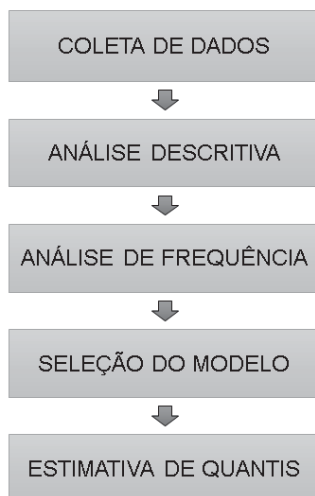 COLETA DE DADOS
ANÁLISE DESCRITIVA
ANÁLISE DE FREQUÊNCIA
SELEÇÃO DO MODELO
ESTIMATIVA DE QUANTIS